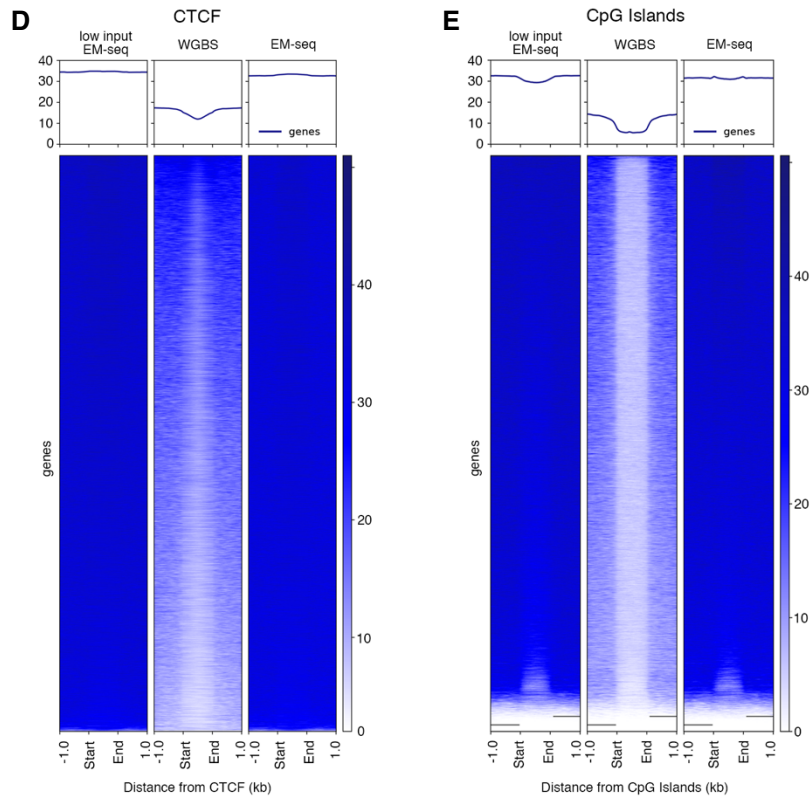 D
CTCF
low input
EM-seq
WGBS
EM-seq
40
30
20
10
0
genes
genes
40
30
20
10
0
-1.0
Start
End
1.0
-1.0
Start
End
1.0
-1.0
Start
End
1.0
Distance from CTCF (kb)
E
CpG Islands
low input
EM-seq
WGBS
EM-seq
40
30
20
10
0
genes
genes
40
30
20
10
0
-1.0
Start
End
1.0
-1.0
Start
End
1.0
-1.0
Start
End
1.0
Distance from CpG Islands (kb)